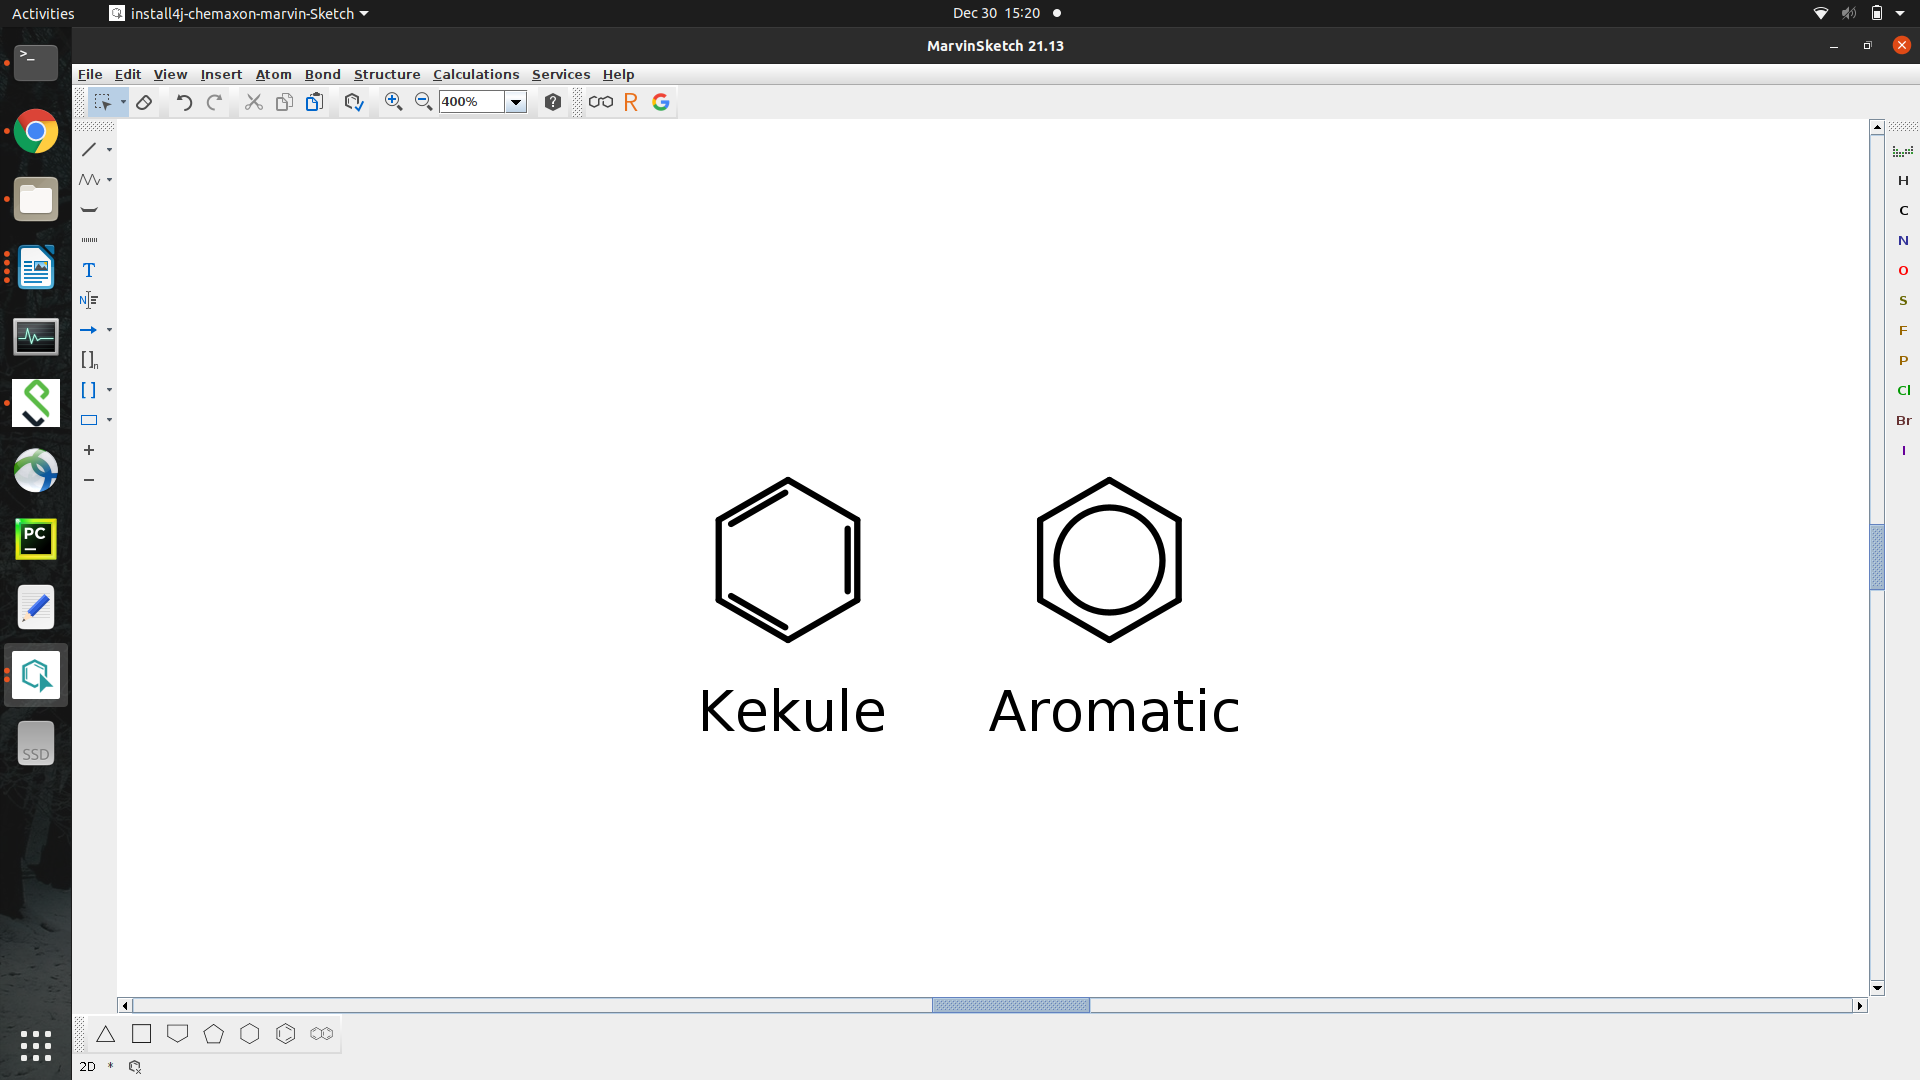 Activities
install4j-chemaxon-marvin-Sketch
Dec 30 15:20
MarvinSketch 21.13
File Edit View Insert Atom Bond Structure Calculations Services Help
400%
?
R
G
>_
T
N
[ ]n
[ ]
PC
SSD
H
C
N
O
S
F
P
Cl
Br
I
Kekule
Aromatic
2D *